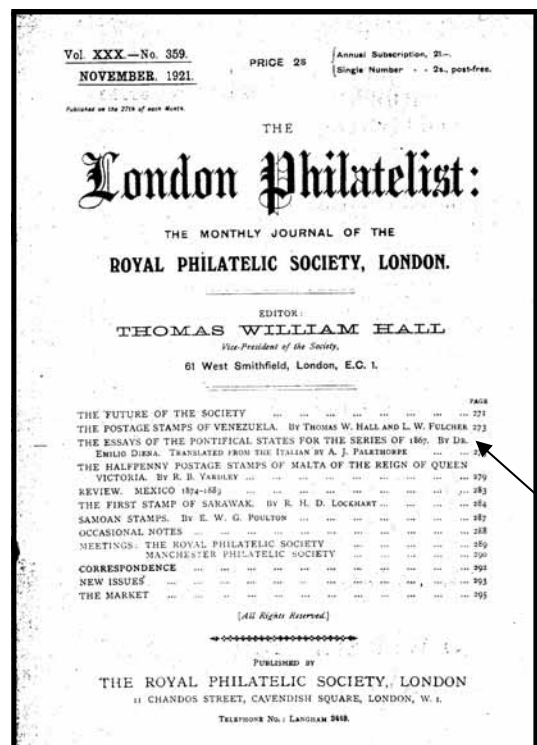 Vol. XXX.—No. 359.
NOVEMBER, 1921.
PRICE 2s
Annual Subscription, 21/-.
Single Number - - 2s., post-free.
Published on the 27th of each Month.
THE
London Philatelist:
THE MONTHLY JOURNAL OF THE
ROYAL PHILATELIC SOCIETY, LONDON.
EDITOR:
THOMAS WILLIAM HALL
Vice-President of the Society,
61 West Smithfield, London, E.C. 1.
PAGE
THE FUTURE OF THE SOCIETY ... ... ... ... ... ... ... 271
THE POSTAGE STAMPS OF VENEZUELA. BY THOMAS W. HALL AND L. W. FULCHER 273
THE ESSAYS OF THE PONTIFICAL STATES FOR THE SERIES OF 1867. BY DR.
EMILIO DIENA. TRANSLATED FROM THE ITALIAN BY A. J. PALETHORPE ... ...
THE HALFPENNY POSTAGE STAMPS OF MALTA OF THE REIGN OF QUEEN
VICTORIA. BY R. B. YARDLEY ... ... ... ... ... ... ... 279
REVIEW. MEXICO 1874-1883 ... ... ... ... ... ... 283
THE FIRST STAMP OF SARAWAK. BY R. H. D. LOCKHART ... ... ... 284
SAMOAN STAMPS. BY E. W. G. POULTON ... ... ... ... ... 287
OCCASIONAL NOTES ... ... ... ... ... ... ... ... 288
MEETINGS: THE ROYAL PHILATELIC SOCIETY ... ... ... ... ... 289
MANCHESTER PHILATELIC SOCIETY ... ... ... ... ... 290
CORRESPONDENCE ... ... ... ... ... ... ... ... 292
NEW ISSUES ... ... ... ... ... ... ... ... ... 293
THE MARKET ... ... ... ... ... ... ... ... ... 295
[All Rights Reserved.]
PUBLISHED BY
THE ROYAL PHILATELIC SOCIETY, LONDON
11 CHANDOS STREET, CAVENDISH SQUARE, LONDON, W. 1.
TELEPHONE NO.: LANGHAM